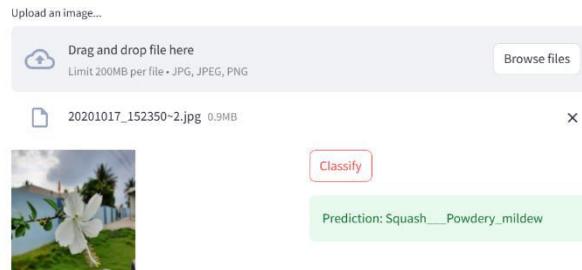 Upload an image...
Drag and drop file here
Limit 200MB per file • JPG, JPEG, PNG
Browse files
20201017_152350~2.jpg 0.9MB
Classify
Prediction: Squash___Powdery_mildew